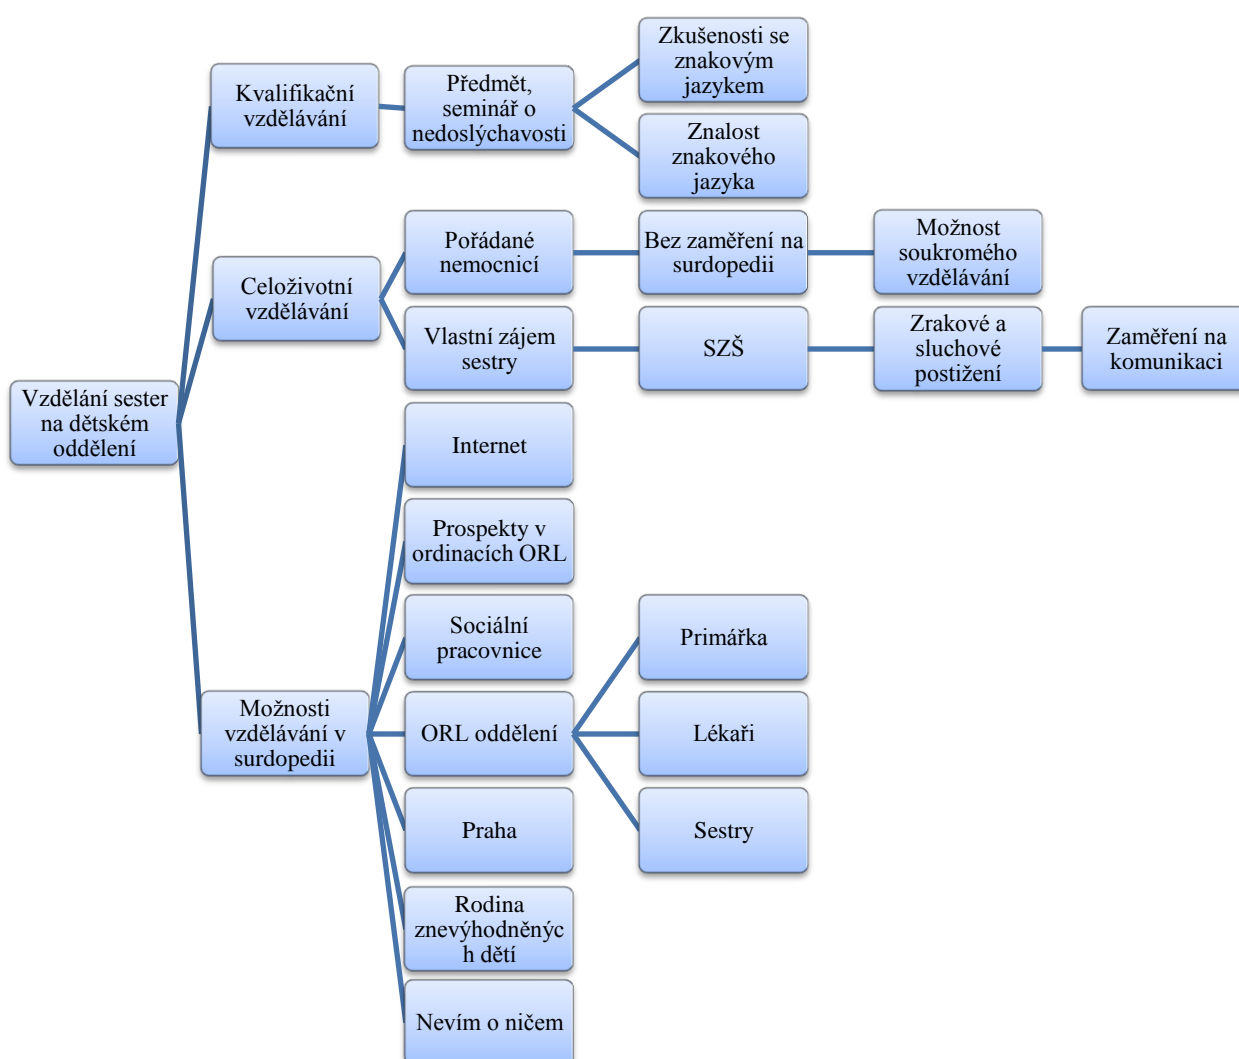 Vzdělání sester
na dětském
oddělení
Kvalifikační
vzdělávání
Předmět,
seminář o
nedoslýchavosti
Zkušenosti se
znakovým
jazykem
Znalost
znakového
jazyka
Celoživotní
vzdělávání
Pořádané
nemocnicí
Bez zaměření na
surdopedii
Možnost
soukromého
vzdělávání
Vlastní zájem
sestry
SZŠ
Zrakové a
sluchové
postižení
Zaměření na
komunikaci
Možnosti
vzdělávání v
surdopedii
Internet
Prospekty v
ordinacích ORL
Sociální
pracovnice
ORL oddělení
Primářka
Lékaři
Sestry
Praha
Rodina
znevýhodněnýc
h dětí
Nevím o ničem